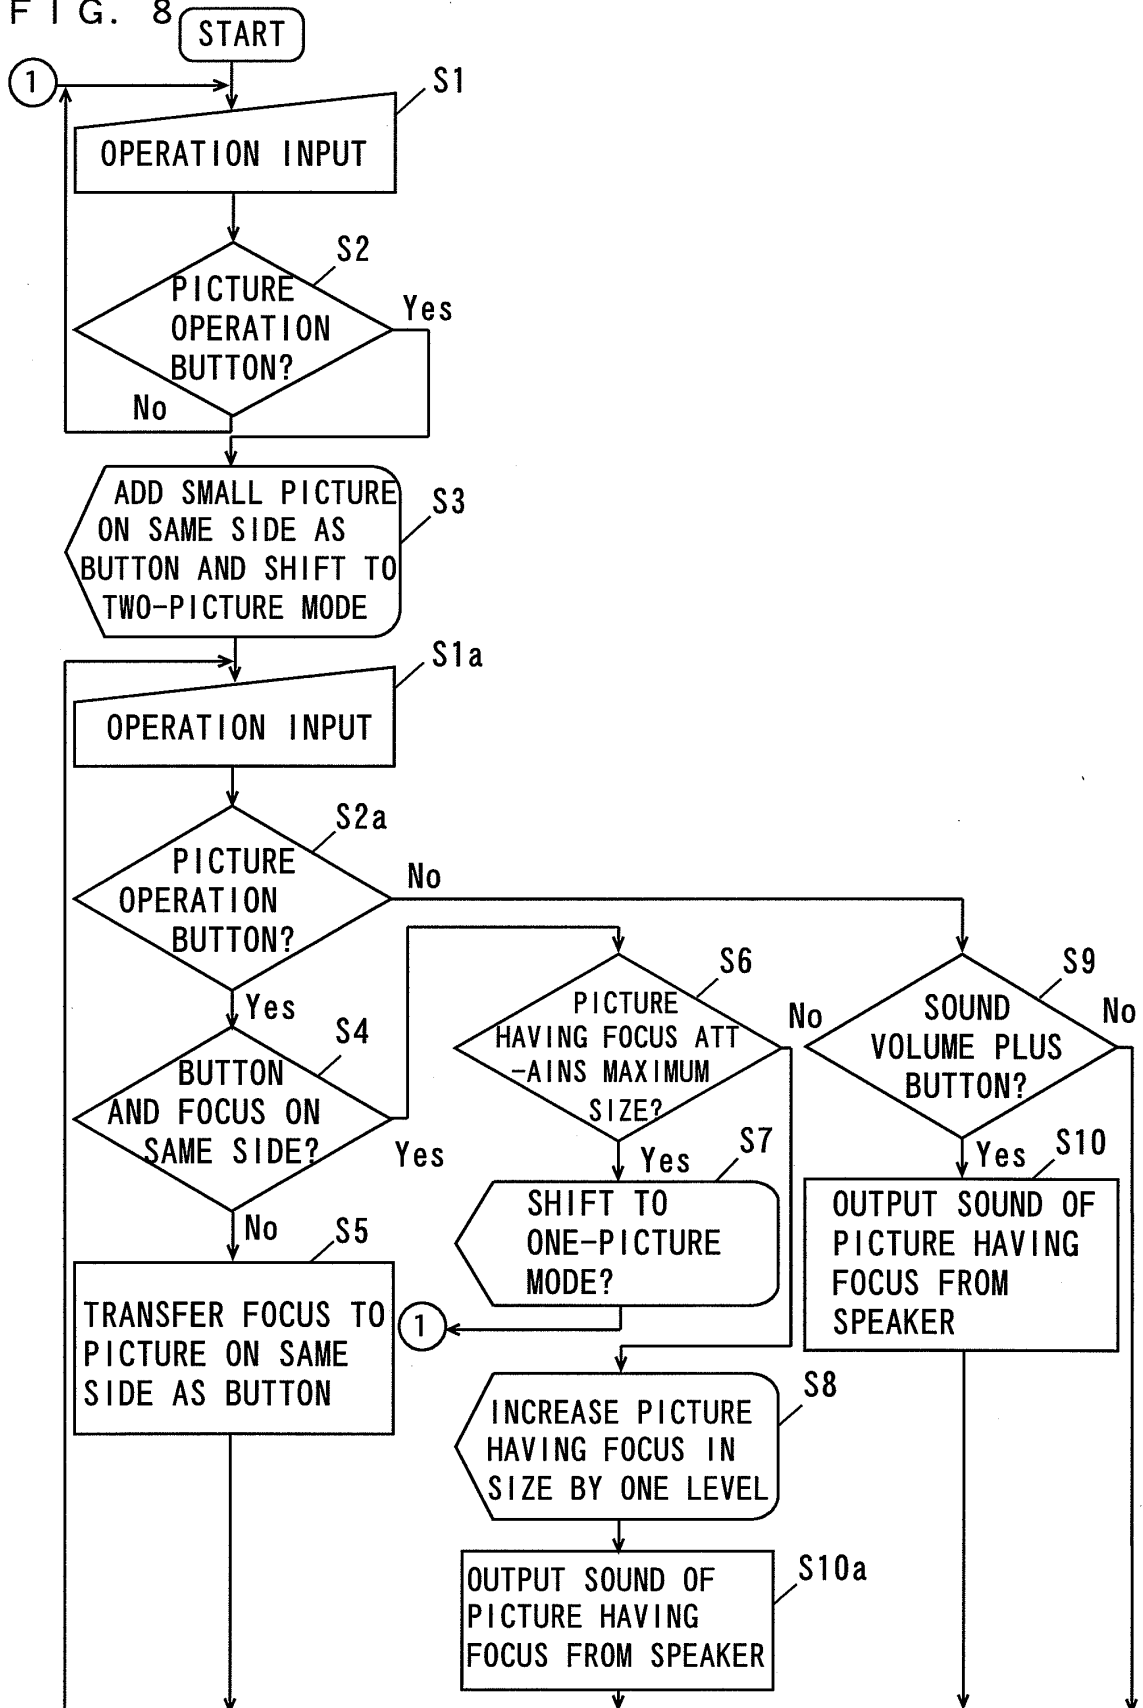 FIG. 8
START
1
S1
OPERATION INPUT
S2
PICTURE
OPERATION
BUTTON?
Yes
No
ADD SMALL PICTURE
ON SAME SIDE AS
BUTTON AND SHIFT TO
TWO-PICTURE MODE
S3
S1a
OPERATION INPUT
S2a
PICTURE
OPERATION
BUTTON?
No
Yes
S4
BUTTON
AND FOCUS ON
SAME SIDE?
Yes
No
S5
TRANSFER FOCUS TO
PICTURE ON SAME
SIDE AS BUTTON
S6
PICTURE
HAVING FOCUS ATT
-AINS MAXIMUM
SIZE?
No
Yes
S7
SHIFT TO
ONE-PICTURE
MODE?
1
S8
INCREASE PICTURE
HAVING FOCUS IN
SIZE BY ONE LEVEL
S10a
OUTPUT SOUND OF
PICTURE HAVING
FOCUS FROM SPEAKER
S9
SOUND
VOLUME PLUS
BUTTON?
No
Yes
S10
OUTPUT SOUND OF
PICTURE HAVING
FOCUS FROM
SPEAKER